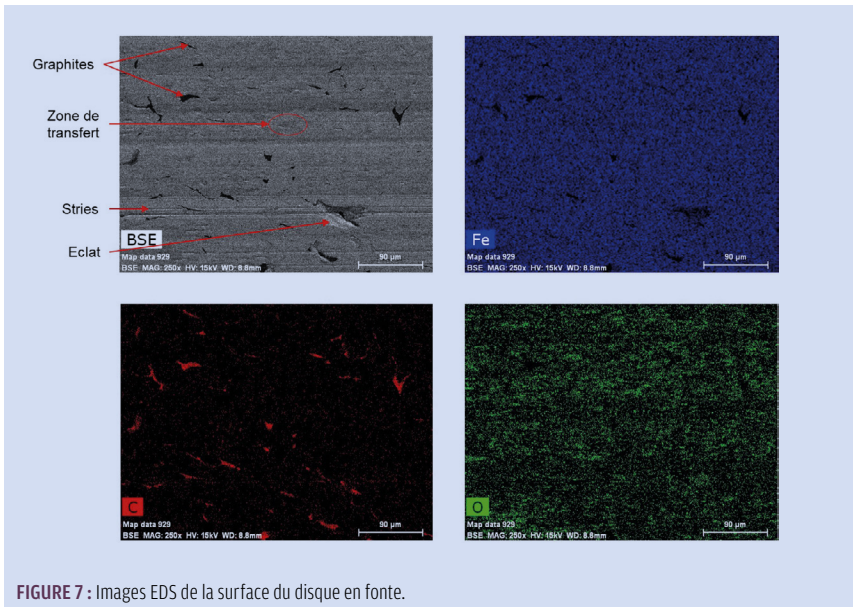 Graphites
Zone de
transfert
Stries
Eclat
BSE
Map data 929
BSE MAG: 250x HV: 15kV WD: 8.8mm
90 µm
Fe
Map data 929
BSE MAG: 250x HV: 15kV WD: 8.8mm
90 µm
C
Map data 929
BSE MAG: 250x HV: 15kV WD: 8.8mm
90 µm
O
Map data 929
BSE MAG: 250x HV: 15kV WD: 8.8mm
90 µm
FIGURE 7 : Images EDS de la surface du disque en fonte.